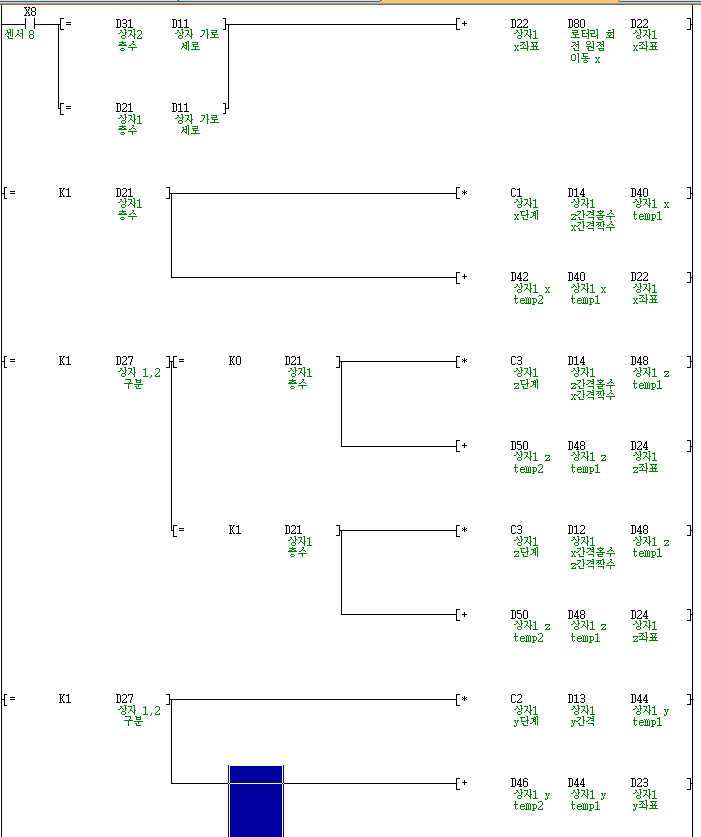 X8
센서 8
[= D31 D11 ] [+ D22 D80 D22 ]
상자2 상자 가로 상자1 로터리 회 상자1
층수 세로 x좌표 전 원점 x좌표
이동 x
[= D21 D11 ]
상자1 상자 가로
층수 세로
[= K1 D21 ] [* C1 D14 D40 ]
상자1 상자1 상자1 상자1 x
층수 x단계 z간격홀수 temp1
x간격짝수
[+ D42 D40 D22 ]
상자1 x 상자1 x 상자1
temp2 temp1 x좌표
[= K1 D27 ] [= K0 D21 ] [* C3 D14 D48 ]
상자 1,2 상자1 상자1 상자1 상자1 z
구분 층수 z단계 z간격홀수 temp1
x간격짝수
[+ D50 D48 D24 ]
상자1 z 상자1 z 상자1
temp2 temp1 z좌표
[= K1 D21 ] [* C3 D12 D48 ]
상자1 상자1 상자1 상자1 z
층수 z단계 x간격홀수 temp1
z간격짝수
[+ D50 D48 D24 ]
상자1 z 상자1 z 상자1
temp2 temp1 z좌표
[= K1 D27 ] [* C2 D13 D44 ]
상자 1,2 상자1 상자1 상자1 y
구분 y단계 y간격 temp1
[+ D46 D44 D23 ]
상자1 y 상자1 y 상자1
temp2 temp1 y좌표